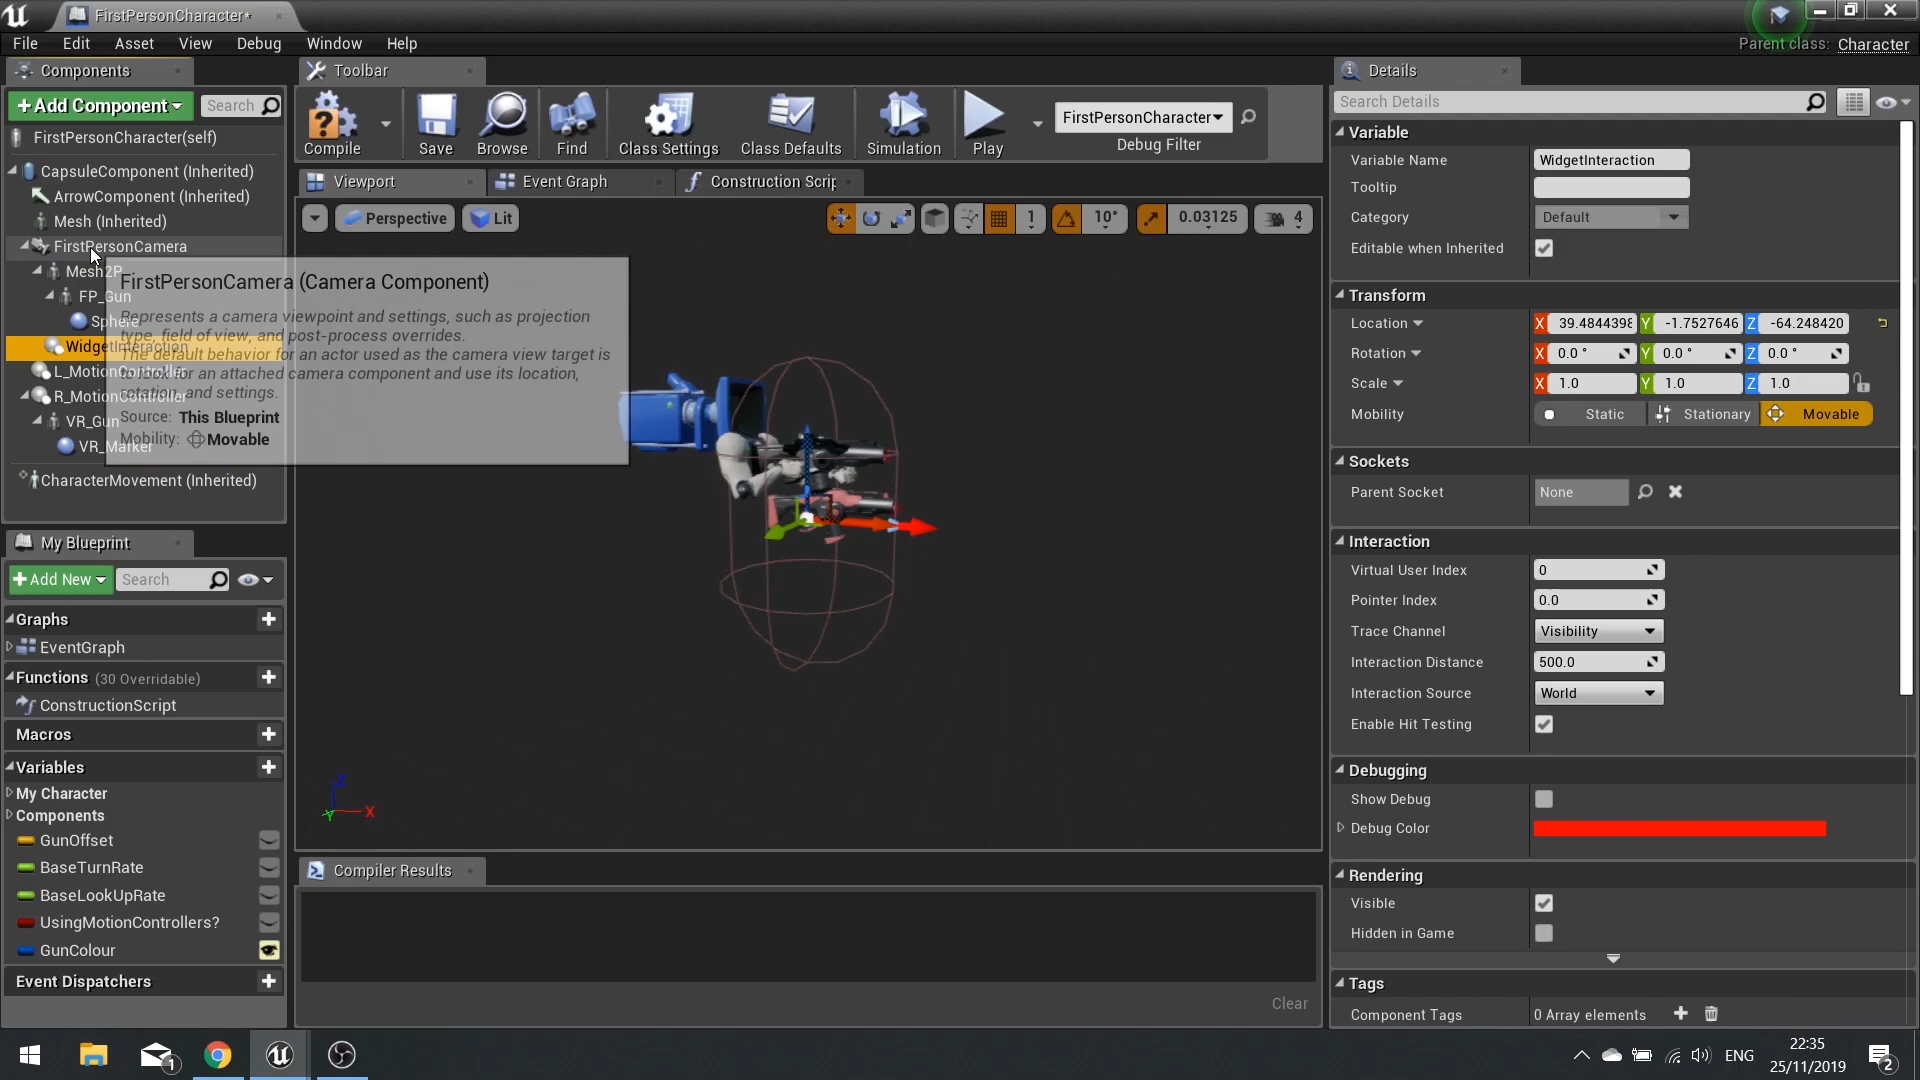 FirstPersonCharacter*
File Edit Asset View Debug Window Help
Parent class: Character
Components
+Add Component
Search
FirstPersonCharacter(self)
CapsuleComponent (Inherited)
ArrowComponent (Inherited)
Mesh (Inherited)
FirstPersonCamera
Mesh2P
FP_Gun
Sphere
WidgetInteraction
L_MotionController
R_MotionController
VR_Gun
VR_Marker
CharacterMovement (Inherited)
FirstPersonCamera (Camera Component)
Represents a camera viewpoint and settings, such as projection
type, field of view, and post-process overrides.
The default behavior for an actor used as the camera view target is
to look for an attached camera component and use its location,
rotation, and settings.
Source: This Blueprint
Mobility: Movable
My Blueprint
+Add New
Search
Graphs
EventGraph
Functions (30 Overridable)
ConstructionScript
Macros
Variables
My Character
Components
GunOffset
BaseTurnRate
BaseLookUpRate
UsingMotionControllers?
GunColour
Event Dispatchers
Toolbar
Compile
Save
Browse
Find
Class Settings
Class Defaults
Simulation
Play
FirstPersonCharacter
Debug Filter
Viewport
Event Graph
Construction Scrip
Perspective
Lit
1
10°
0.03125
4
Z
X
Y
Compiler Results
Clear
Details
Search Details
Variable
Variable Name WidgetInteraction
Tooltip
Category Default
Editable when Inherited
Transform
Location X 39.4844398 Y -1.7527646 Z -64.248420
Rotation X 0.0 ° Y 0.0 ° Z 0.0 °
Scale X 1.0 Y 1.0 Z 1.0
Mobility Static Stationary Movable
Sockets
Parent Socket None
Interaction
Virtual User Index 0
Pointer Index 0.0
Trace Channel Visibility
Interaction Distance 500.0
Interaction Source World
Enable Hit Testing
Debugging
Show Debug
Debug Color
Rendering
Visible
Hidden in Game
Tags
Component Tags 0 Array elements
1
ENG
22:35
25/11/2019
2